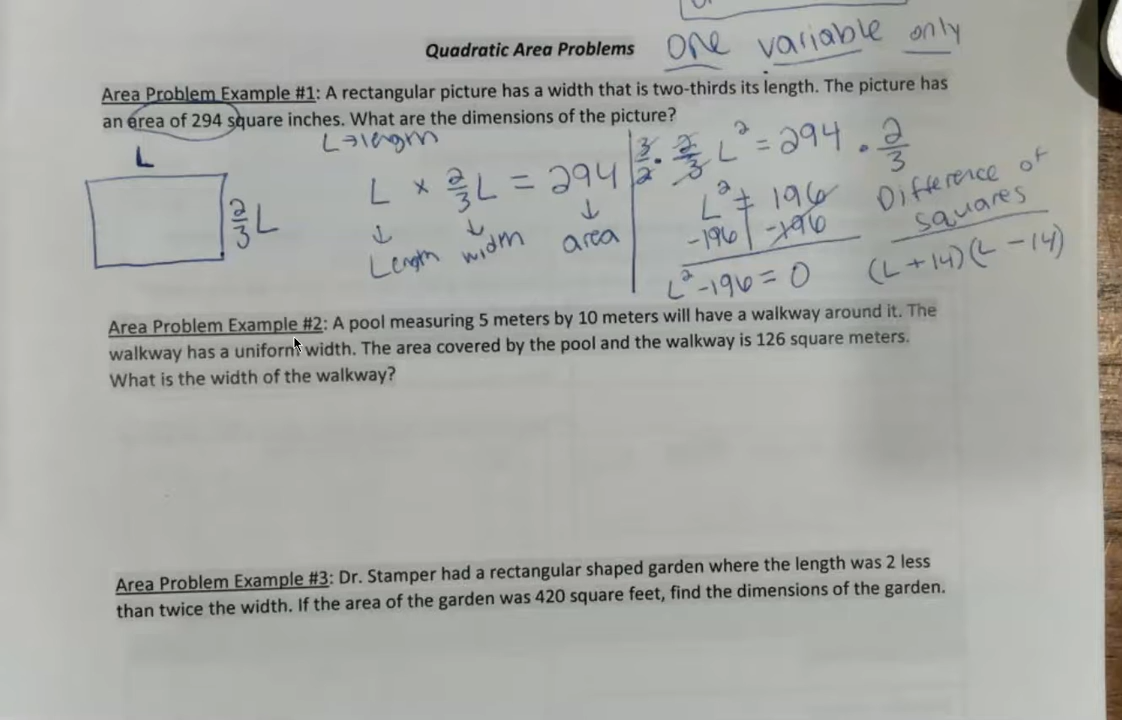 one variable only
Quadratic Area Problems
Area Problem Example #1: A rectangular picture has a width that is two-thirds its length. The picture has
an area of 294 square inches. What are the dimensions of the picture?
L→length
L
2/3 L
L × 2/3 L = 294
↓ ↓ ↓
Length width area
3/2 · 2/3 L² = 294 · 2/3
L² = 196
-196 -196
L² -196 = 0
Difference of
squares
(L + 14)(L - 14)
Area Problem Example #2: A pool measuring 5 meters by 10 meters will have a walkway around it. The
walkway has a uniform width. The area covered by the pool and the walkway is 126 square meters.
What is the width of the walkway?
Area Problem Example #3: Dr. Stamper had a rectangular shaped garden where the length was 2 less
than twice the width. If the area of the garden was 420 square feet, find the dimensions of the garden.